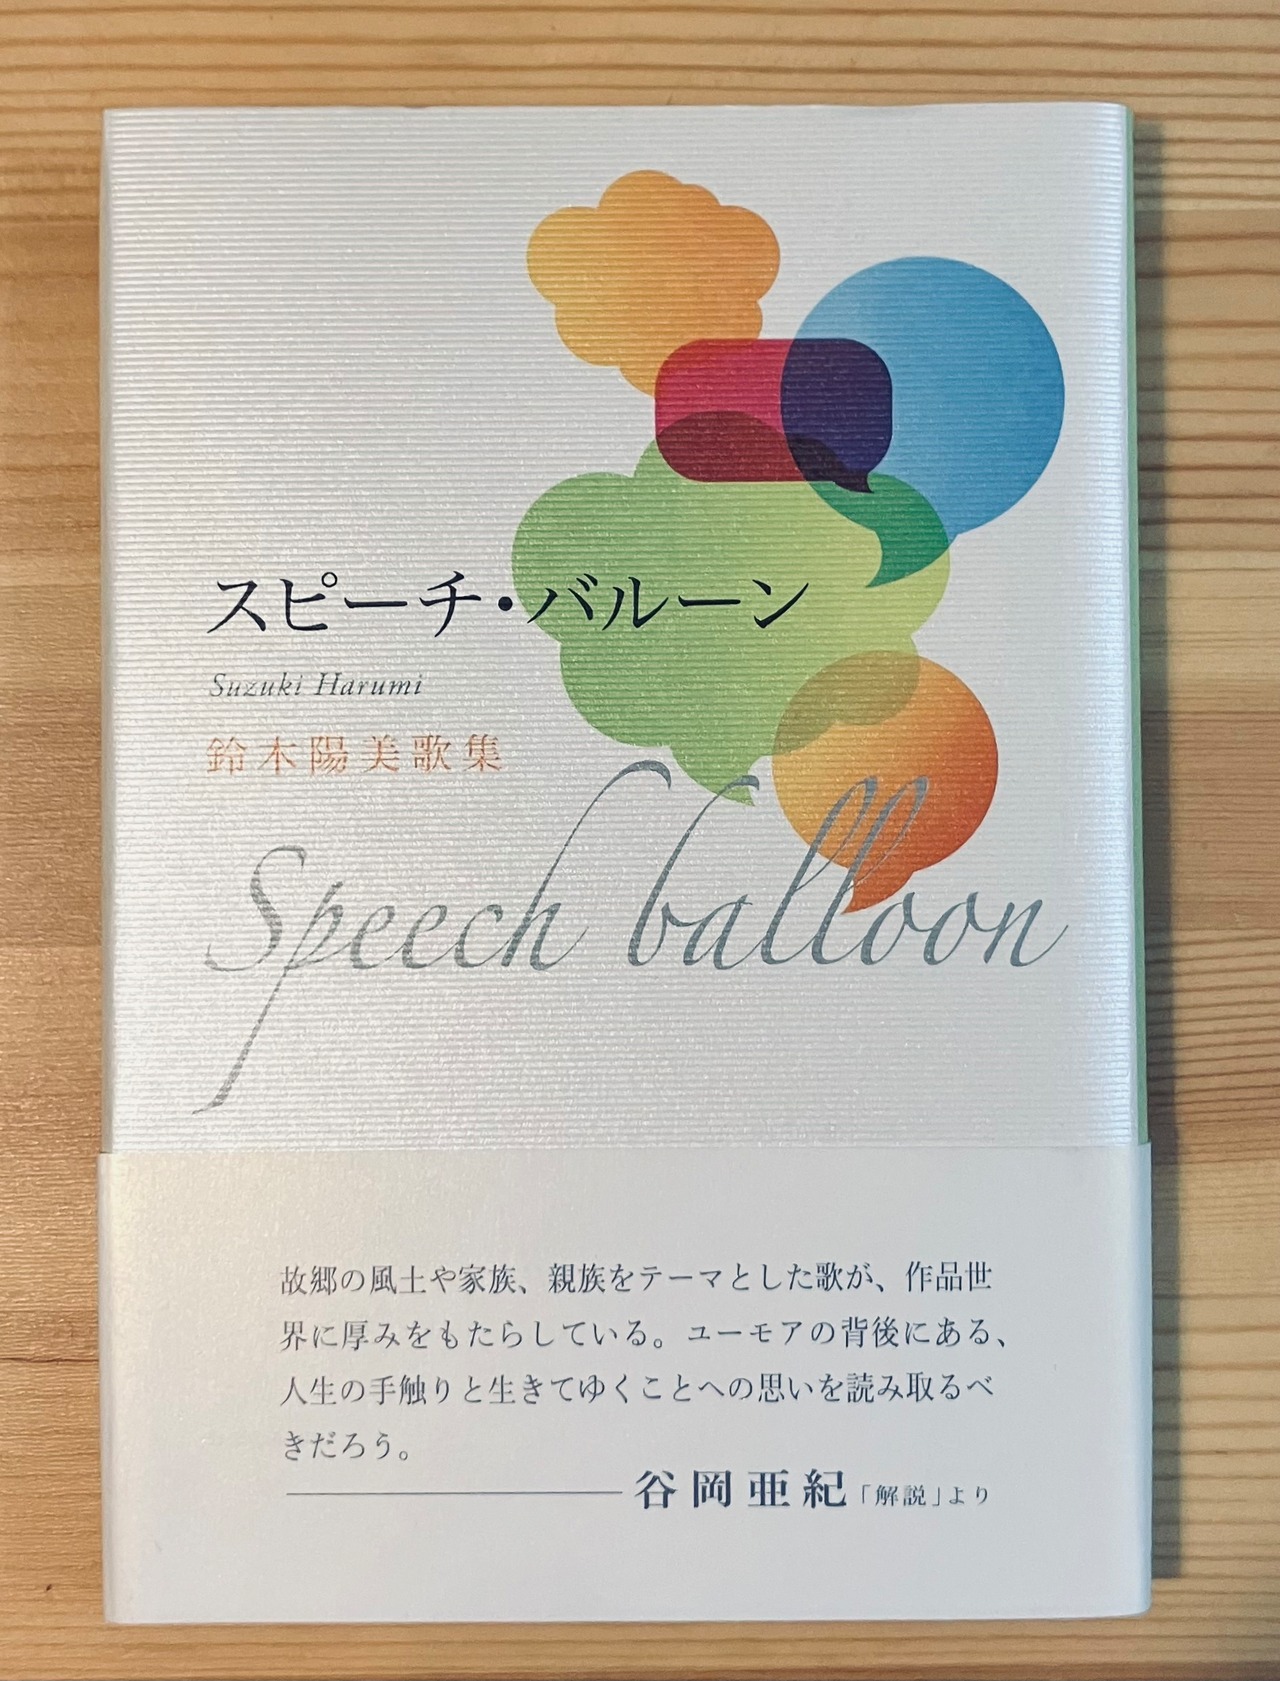 スピーチ・バルーン
Suzuki Harumi
鈴木陽美歌集
Speech balloon
故郷の風土や家族、親族をテーマとした歌が、作品世
界に厚みをもたらしている。ユーモアの背後にある、
人生の手触りと生きてゆくことへの思いを読み取るべ
きだろう。
谷岡亜紀「解説」より